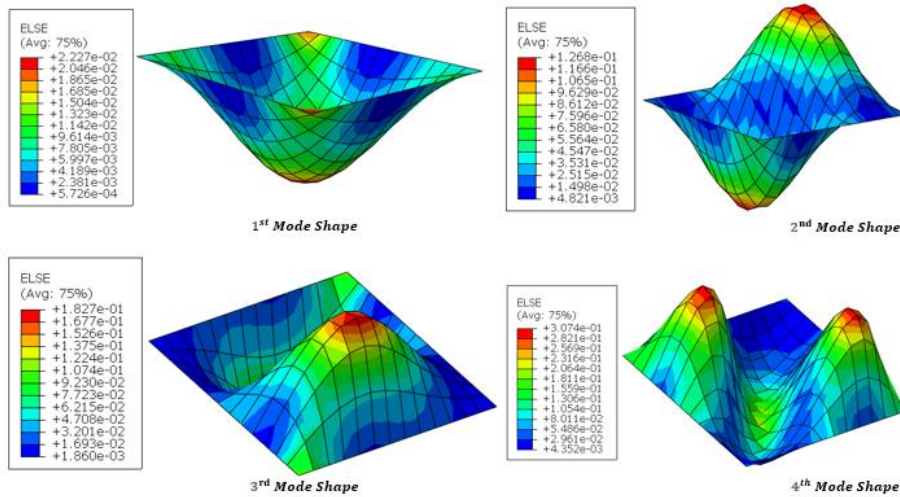 ELSE
(Avg: 75%)
+2.227e-02
+2.046e-02
+1.865e-02
+1.685e-02
+1.504e-02
+1.323e-02
+1.142e-02
+9.614e-03
+7.805e-03
+5.997e-03
+4.189e-03
+2.381e-03
+5.726e-04
1st Mode Shape
ELSE
(Avg: 75%)
+1.268e-01
+1.166e-01
+1.065e-01
+9.629e-02
+8.612e-02
+7.596e-02
+6.580e-02
+5.564e-02
+4.547e-02
+3.531e-02
+2.515e-02
+1.498e-02
+4.821e-03
2nd Mode Shape
ELSE
(Avg: 75%)
+1.827e-01
+1.677e-01
+1.526e-01
+1.375e-01
+1.224e-01
+1.074e-01
+9.230e-02
+7.723e-02
+6.215e-02
+4.708e-02
+3.201e-02
+1.693e-02
+1.860e-03
3rd Mode Shape
ELSE
(Avg: 75%)
+3.074e-01
+2.821e-01
+2.569e-01
+2.316e-01
+2.064e-01
+1.811e-01
+1.559e-01
+1.306e-01
+1.054e-01
+8.011e-02
+5.486e-02
+2.961e-02
+4.352e-03
4th Mode Shape